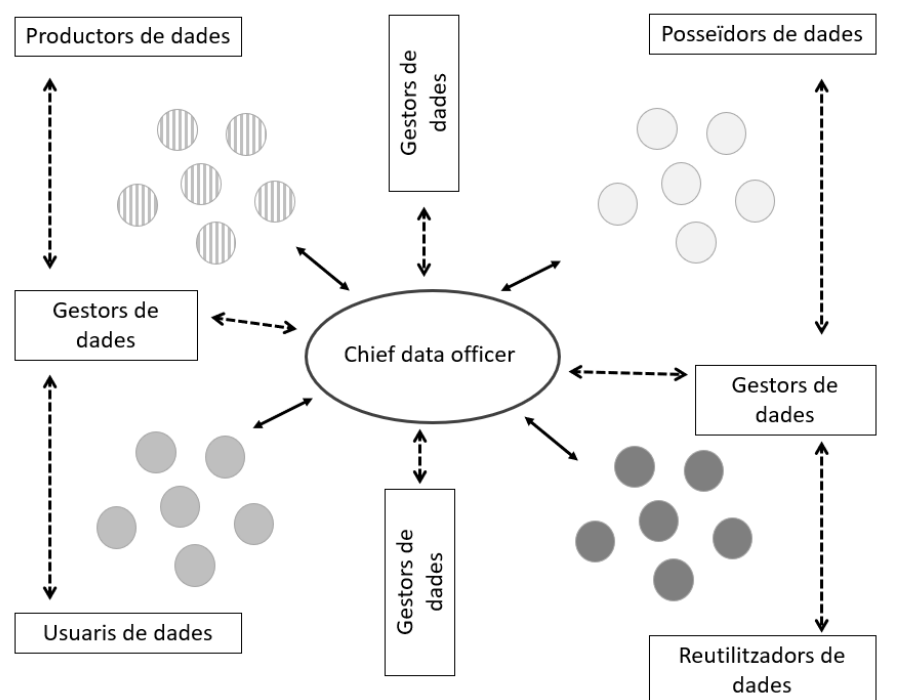 Productors de dades
Gestors de
dades
Posseïdors de dades
Gestors de
dades
Chief data officer
Gestors de
dades
Gestors de
dades
Usuaris de dades
Reutilitzadors de
dades